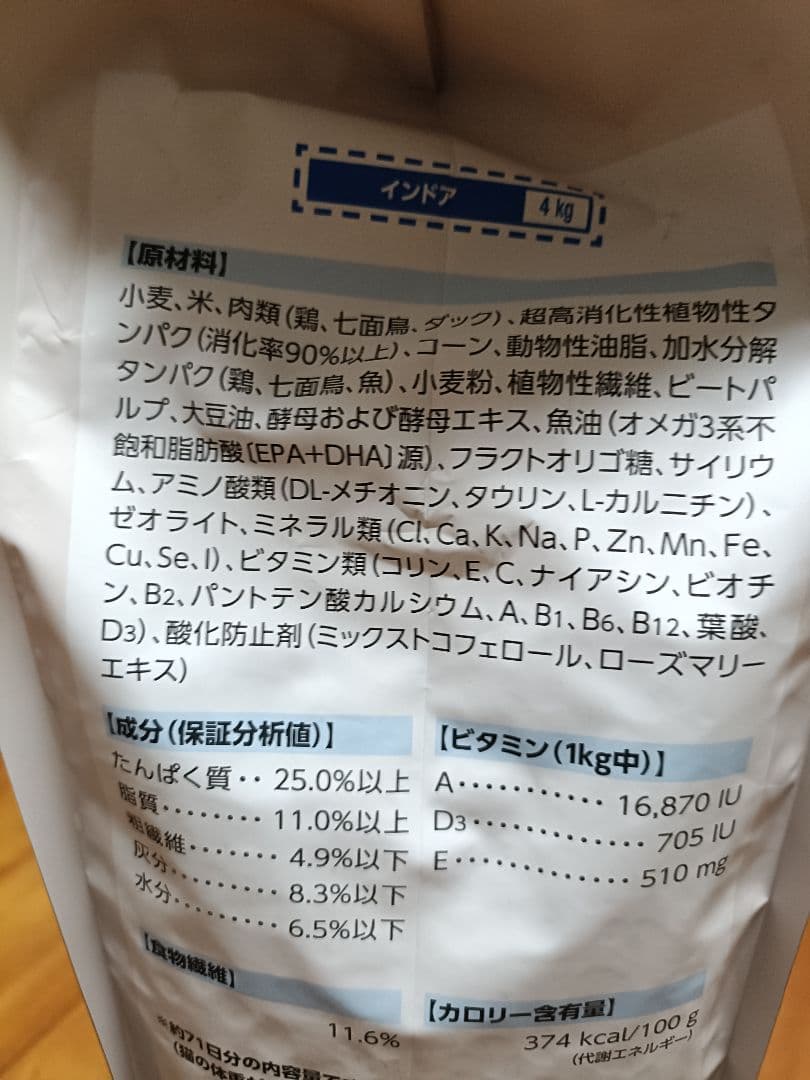 インドア 4 kg
【原材料】
小麦、米、肉類(鶏、七面鳥、ダック)、超高消化性植物性タ
ンパク(消化率90%以上)、コーン、動物性油脂、加水分解
タンパク(鶏、七面鳥、魚)、小麦粉、植物性繊維、ビートパ
ルプ、大豆油、酵母および酵母エキス、魚油(オメガ3系不
飽和脂肪酸〔EPA+DHA〕源)、フラクトオリゴ糖、サイリウ
ム、アミノ酸類(DL-メチオニン、タウリン、L-カルニチン)、
ゼオライト、ミネラル類(Cl、Ca、K、Na、P、Zn、Mn、Fe、
Cu、Se、I)、ビタミン類(コリン、E、C、ナイアシン、ビオチ
ン、B2、パントテン酸カルシウム、A、B1、B6、B12、葉酸、
D3)、酸化防止剤(ミックストコフェロール、ローズマリー
エキス)
【成分(保証分析値)】
たんぱく質‥ 25.0%以上
脂質‥‥‥‥ 11.0%以上
粗繊維‥‥‥ 4.9%以下
灰分‥‥‥‥ 8.3%以下
水分‥‥‥‥ 6.5%以下
【食物繊維】
11.6%
【ビタミン(1kg中)】
A‥‥‥‥‥‥ 16,870 IU
D3‥‥‥‥‥‥ 705 IU
E‥‥‥‥‥‥ 510 mg
【カロリー含有量】
374 kcal/100 g
(代謝エネルギー)
※約71日分の内容量
(猫の体重